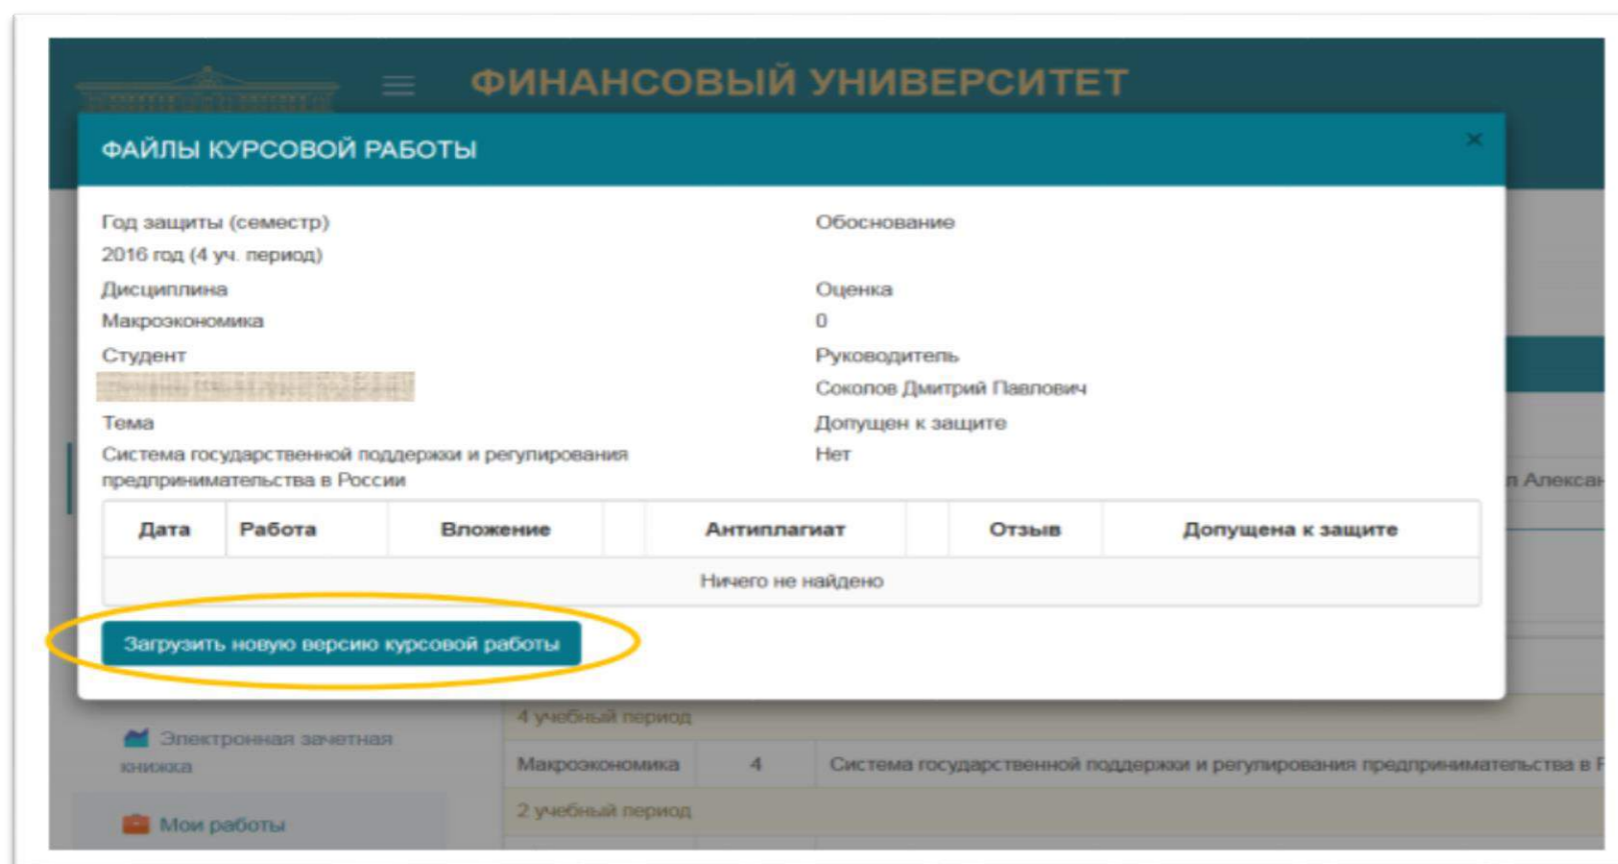 ФИНАНСОВЫЙ УНИВЕРСИТЕТ
ФАЙЛЫ КУРСОВОЙ РАБОТЫ
×
Год защиты (семестр)
2016 год (4 уч. период)
Обоснование
Дисциплина
Макроэкономика
Оценка
0
Студент
Руководитель
Соколов Дмитрий Павлович
Тема
Система государственной поддержки и регулирования
предпринимательства в России
Допущен к защите
Нет
Дата Работа Вложение Антиплагиат Отзыв Допущена к защите
Ничего не найдено
Загрузить новую версию курсовой работы
4 учебный период
Электронная зачетная
книжка
Макроэкономика 4 Система государственной поддержки и регулирования предпринимательства в
2 учебный период
Мои работы